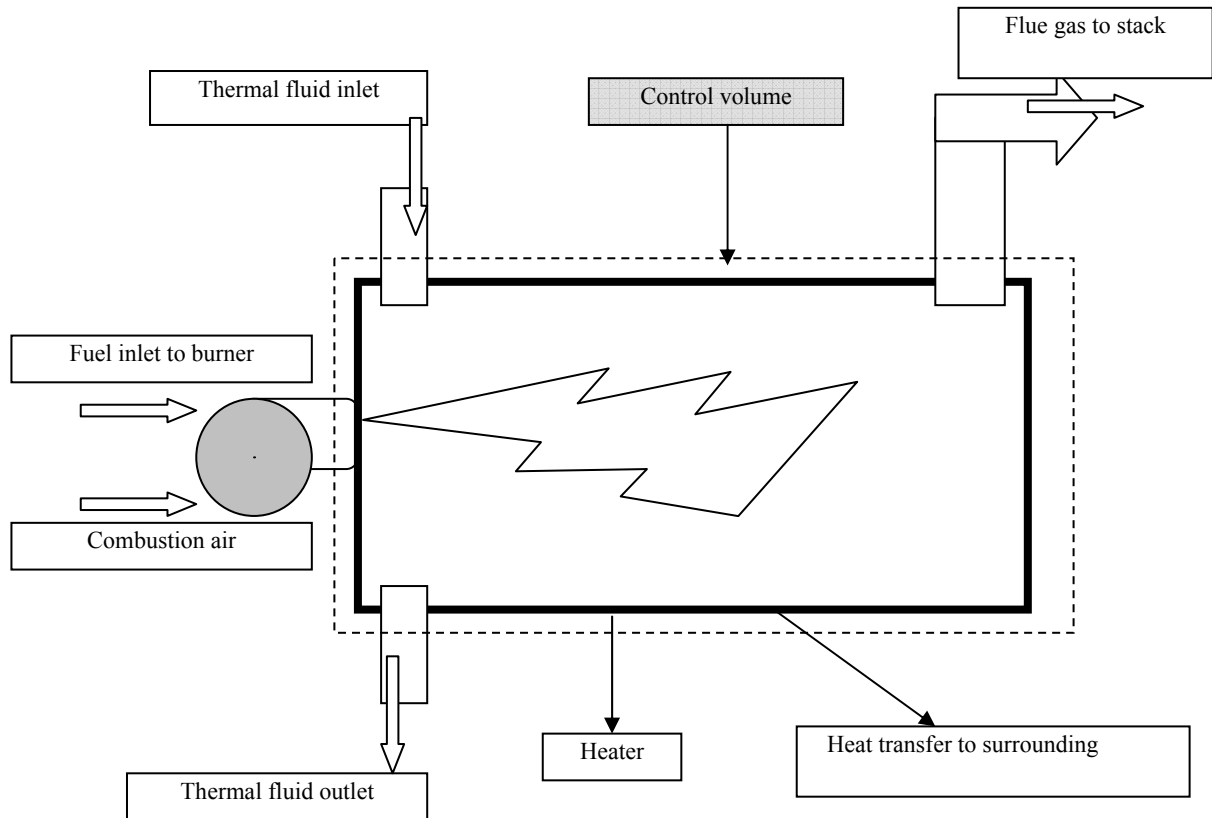 Flue gas to stack
Thermal fluid inlet
Control volume
Fuel inlet to burner
Combustion air
Heater
Heat transfer to surrounding
Thermal fluid outlet